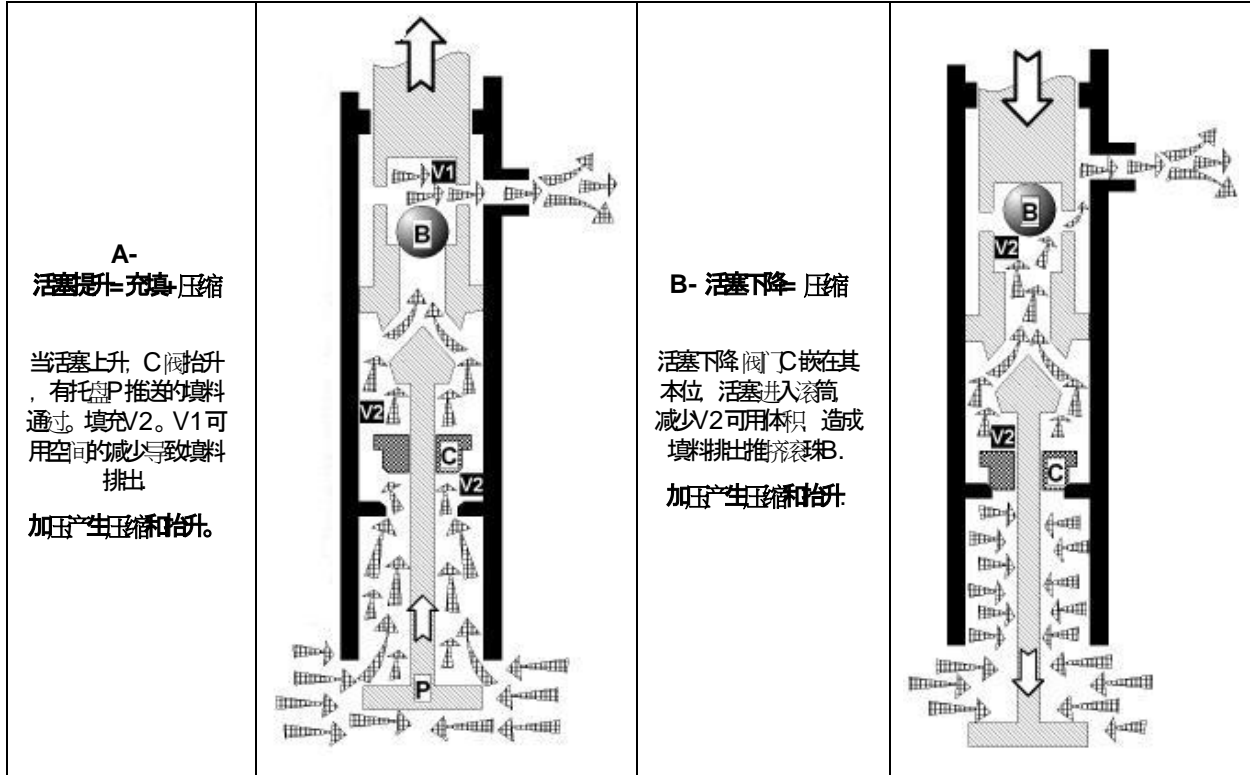 A-
活塞提升= 充填+压缩
当活塞上升, C阀抬升
, 有托盘P推送的填料
通过。填充V2。V1可
用空间的减少导致填料
排出
加压产生压缩和抬升。
V1
B
V2
C
V2
P
B- 活塞下降= 压缩
活塞下降,阀门C嵌在其
本位, 活塞进入滚筒,
减少V2可用体积, 造成
填料排出推挤滚珠B.
加压产生压缩和抬升.
B
V2
V2
C